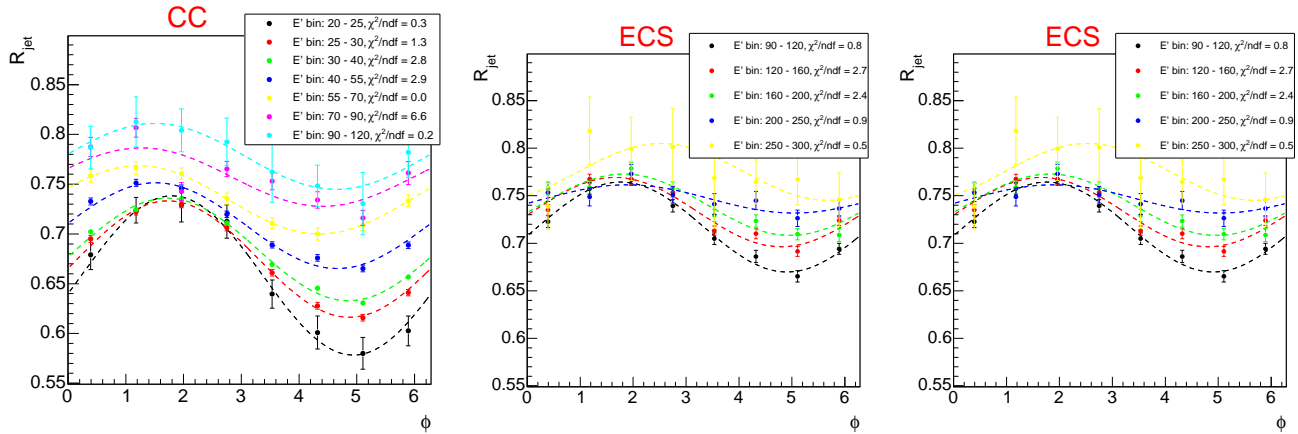 CC
R_jet
E' bin: 20 - 25, χ²/ndf = 0.3
E' bin: 25 - 30, χ²/ndf = 1.3
E' bin: 30 - 40, χ²/ndf = 2.8
E' bin: 40 - 55, χ²/ndf = 2.9
E' bin: 55 - 70, χ²/ndf = 0.0
E' bin: 70 - 90, χ²/ndf = 6.6
E' bin: 90 - 120, χ²/ndf = 0.2
0.85
0.8
0.75
0.7
0.65
0.6
0.55
0 1 2 3 4 5 6
ϕ
ECS
R_jet
E' bin: 90 - 120, χ²/ndf = 0.8
E' bin: 120 - 160, χ²/ndf = 2.7
E' bin: 160 - 200, χ²/ndf = 2.4
E' bin: 200 - 250, χ²/ndf = 0.9
E' bin: 250 - 300, χ²/ndf = 0.5
0.85
0.8
0.75
0.7
0.65
0.6
0.55
0 1 2 3 4 5 6
ϕ
ECS
R_jet
E' bin: 90 - 120, χ²/ndf = 0.8
E' bin: 120 - 160, χ²/ndf = 2.7
E' bin: 160 - 200, χ²/ndf = 2.4
E' bin: 200 - 250, χ²/ndf = 0.9
E' bin: 250 - 300, χ²/ndf = 0.5
0.85
0.8
0.75
0.7
0.65
0.6
0.55
0 1 2 3 4 5 6
ϕ